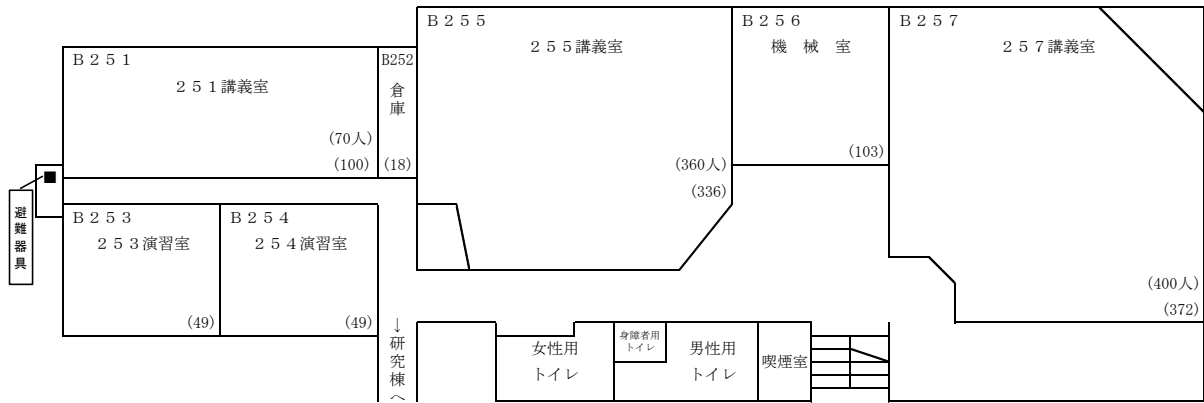 B251
251講義室
(70人)
(100)
B252
倉庫
(18)
B255
255講義室
(360人)
(336)
B256
機械室
(103)
B257
257講義室
(400人)
(372)
避難器具
B253
253演習室
(49)
B254
254演習室
(49)
↓研究棟へ
女性用
トイレ
身障者用
トイレ
男性用
トイレ
喫煙室